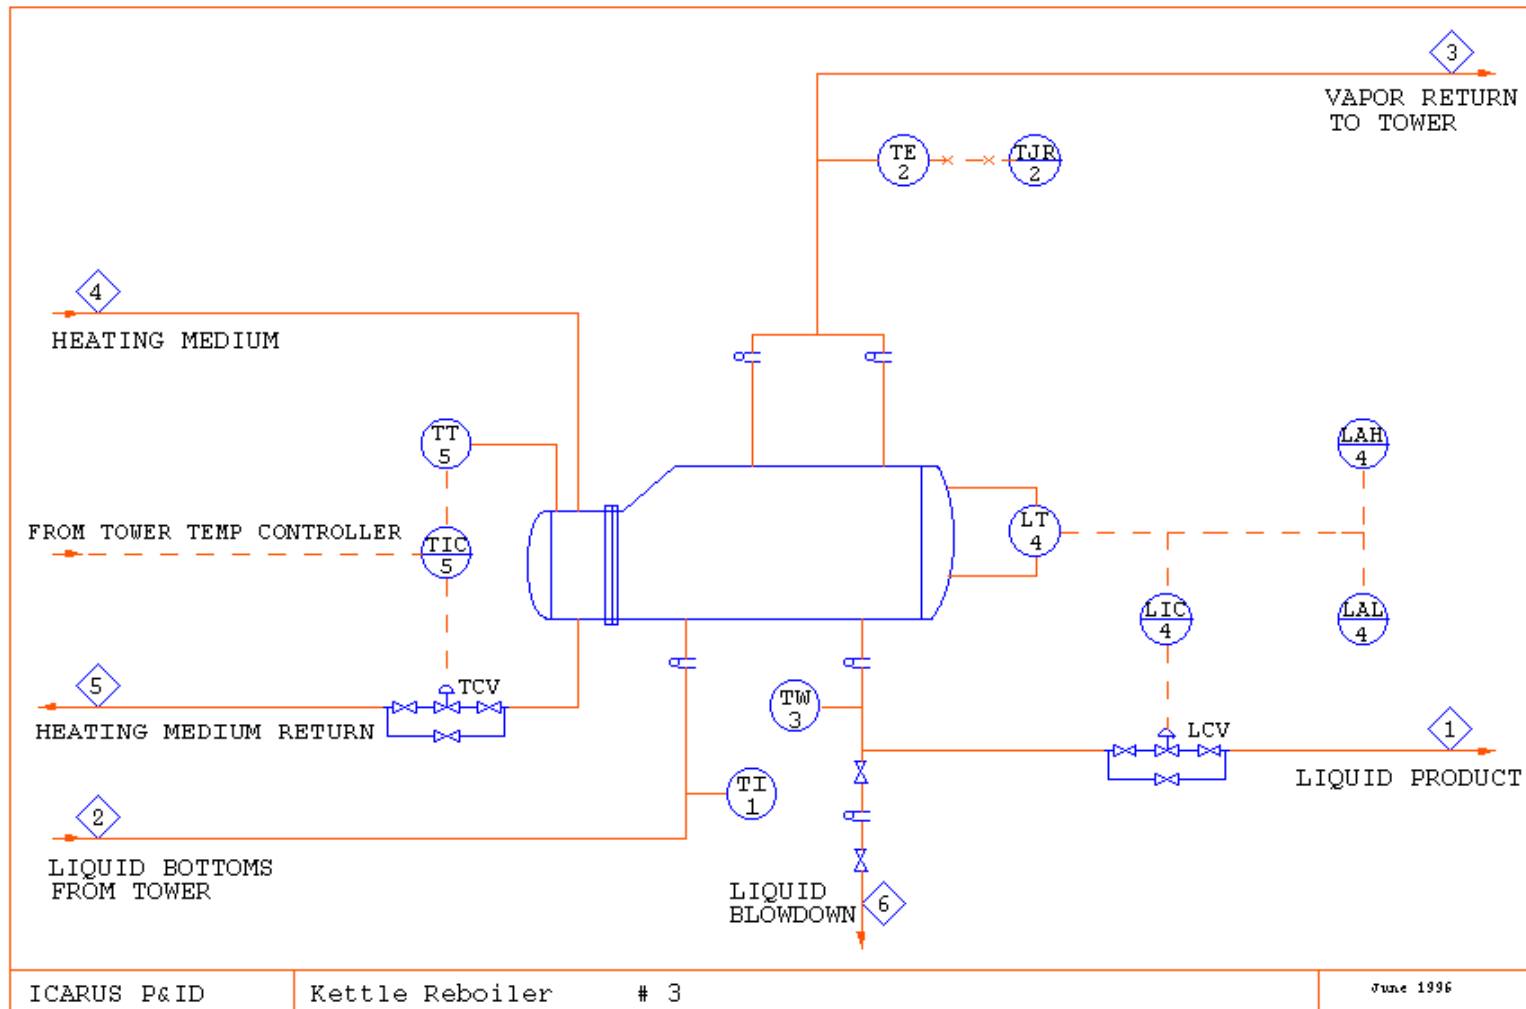 3
VAPOR RETURN
TO TOWER
TE
2
TJR
2
4
HEATING MEDIUM
TT
5
LAH
4
FROM TOWER TEMP CONTROLLER
TIC
5
LT
4
LIC
4
LAL
4
5
TCV
HEATING MEDIUM RETURN
TW
3
LCV
1
LIQUID PRODUCT
TI
1
2
LIQUID BOTTOMS
FROM TOWER
LIQUID
BLOWDOWN
6
ICARUS P&ID
Kettle Reboiler # 3
June 1996